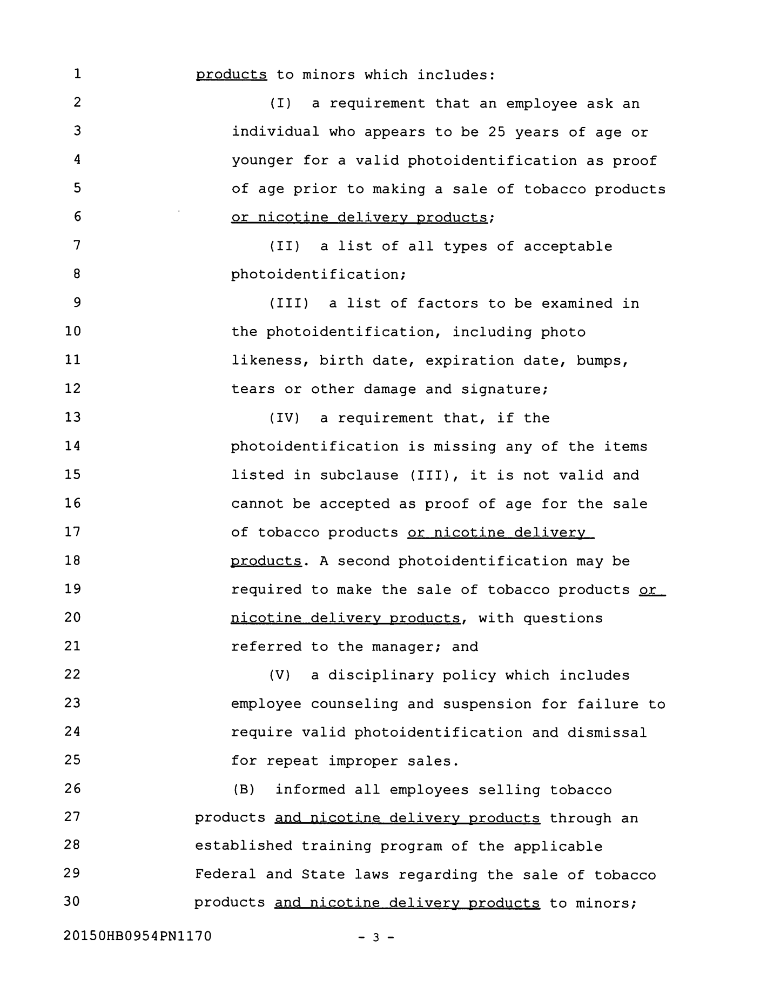 1 products to minors which includes:
2 (I) a requirement that an employee ask an
3 individual who appears to be 25 years of age or
4 younger for a valid photoidentification as proof
5 of age prior to making a sale of tobacco products
6 or nicotine delivery products;
7 (II) a list of all types of acceptable
8 photoidentification;
9 (III) a list of factors to be examined in
10 the photoidentification, including photo
11 likeness, birth date, expiration date, bumps,
12 tears or other damage and signature;
13 (IV) a requirement that, if the
14 photoidentification is missing any of the items
15 listed in subclause (III), it is not valid and
16 cannot be accepted as proof of age for the sale
17 of tobacco products or nicotine delivery
18 products. A second photoidentification may be
19 required to make the sale of tobacco products or
20 nicotine delivery products, with questions
21 referred to the manager; and
22 (V) a disciplinary policy which includes
23 employee counseling and suspension for failure to
24 require valid photoidentification and dismissal
25 for repeat improper sales.
26 (B) informed all employees selling tobacco
27 products and nicotine delivery products through an
28 established training program of the applicable
29 Federal and State laws regarding the sale of tobacco
30 products and nicotine delivery products to minors;
20150HB0954PN1170 - 3 -